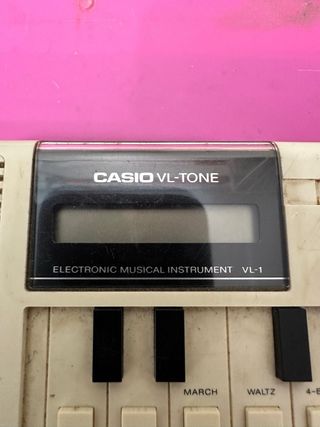 CASIO VL-TONE
ELECTRONIC MUSICAL INSTRUMENT VL-1
MARCH WALTZ